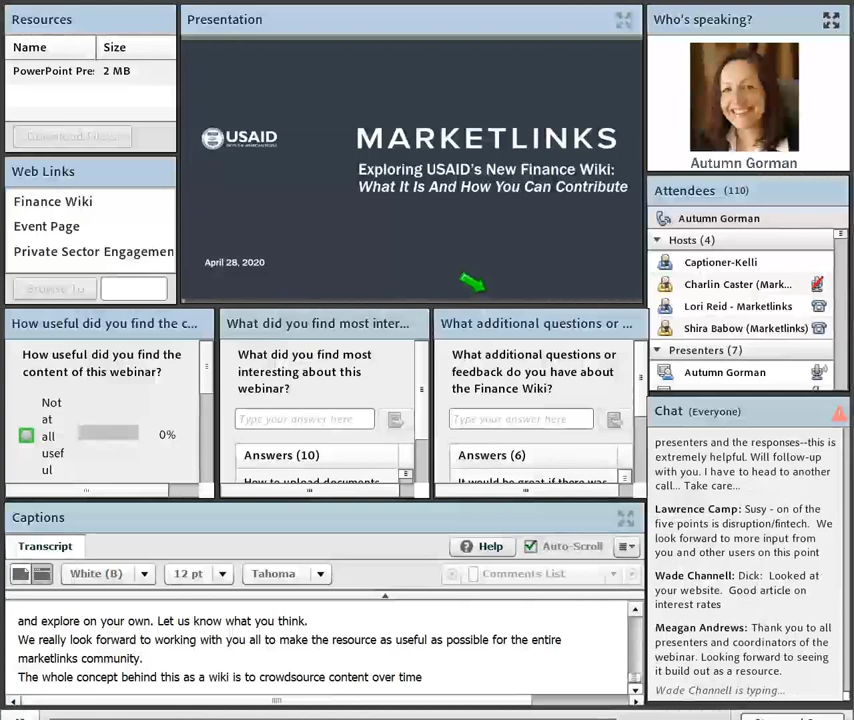 Resources
Name Size
PowerPoint Pre: 2 MB
Web Links
Finance Wiki
Event Page
Private Sector Engagemen
Browse To
Presentation
USAID
MARKETLINKS
Exploring USAID's New Finance Wiki:
What It Is And How You Can Contribute
April 28, 2020
Who's speaking?
Autumn Gorman
Attendees (110)
Autumn Gorman
Hosts (4)
Captioner-Kelli
Charlin Caster (Mark...
Lori Reid - Marketlinks
Shira Babow (Marketlinks)
Presenters (7)
Autumn Gorman
How useful did you find the c...
How useful did you find the
content of this webinar?
Not
at
all
usef
ul
0%
What did you find most inter...
What did you find most
interesting about this
webinar?
Type your answer here
Answers (10)
How to upload documents
What additional questions or ...
What additional questions or
feedback do you have about
the Finance Wiki?
Type your answer here
Answers (6)
It would be great if there was
Chat (Everyone)
presenters and the responses--this is
extremely helpful. Will follow-up
with you. I have to head to another
call... Take care...
Lawrence Camp: Susy - on of the
five points is disruption/fintech. We
look forward to more input from
you and other users on this point
Wade Channell: Dick: Looked at
your website. Good article on
interest rates
Meagan Andrews: Thank you to all
presenters and coordinators of the
webinar. Looking forward to seeing
it build out as a resource.
Wade Channell is typing...
Captions
Transcript
Help Auto-Scroll
White (B) 12 pt Tahoma Comments List
and explore on your own. Let us know what you think.
We really look forward to working with you all to make the resource as useful as possible for the entire
marketlinks community.
The whole concept behind this as a wiki is to crowdsource content over time